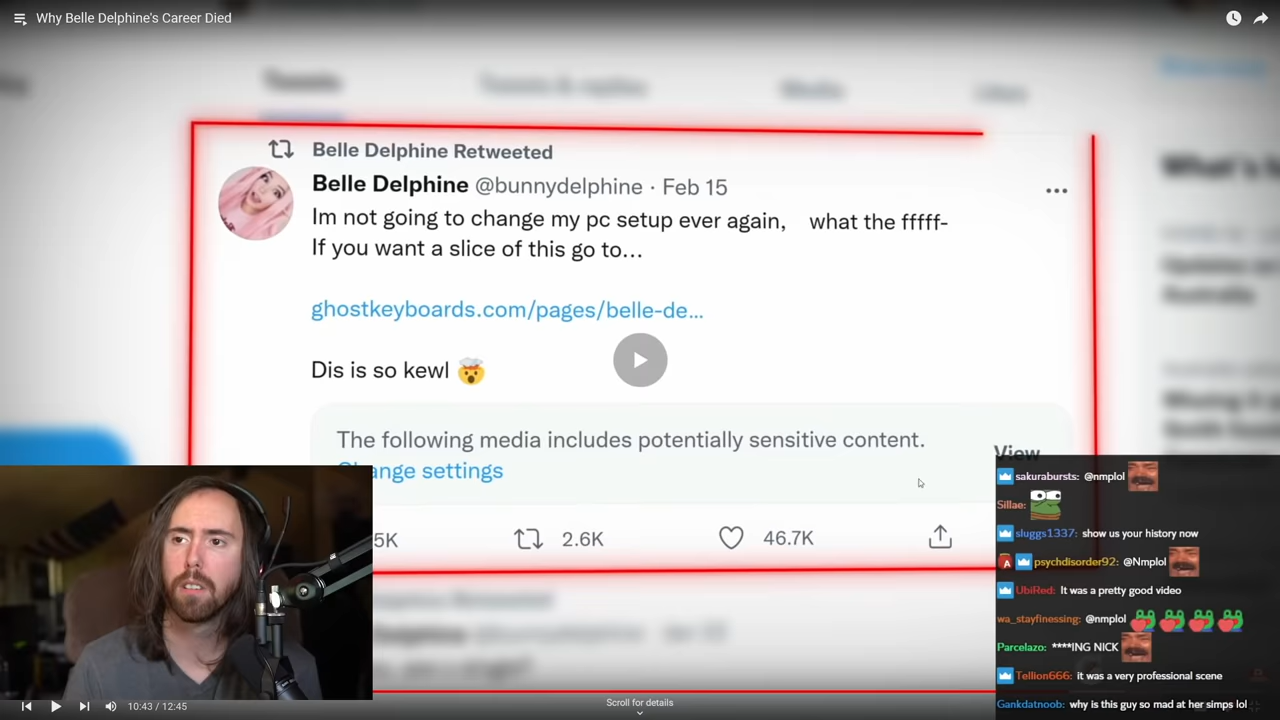 Why Belle Delphine's Career Died
Tweets
Tweets & replies
Media
Likes
Belle Delphine Retweeted
Belle Delphine @bunnydelphine · Feb 15
Im not going to change my pc setup ever again, what the fffff-
If you want a slice of this go to…
ghostkeyboards.com/pages/belle-de…
Dis is so kewl 🤯
The following media includes potentially sensitive content.
Change settings
View
5K
2.6K
46.7K
What's h
Updates on
Australia
sakurabursts: @nmplol
Sillae:
sluggs1337: show us your history now
psychdisorder92: @Nmplol
UbiRed: It was a pretty good video
wa_stayfinessing: @nmplol
Parcelazo: ****ING NICK
Tellion666: it was a very professional scene
Gankdatnoob: why is this guy so mad at her simps lol
10:43 / 12:45
Scroll for details